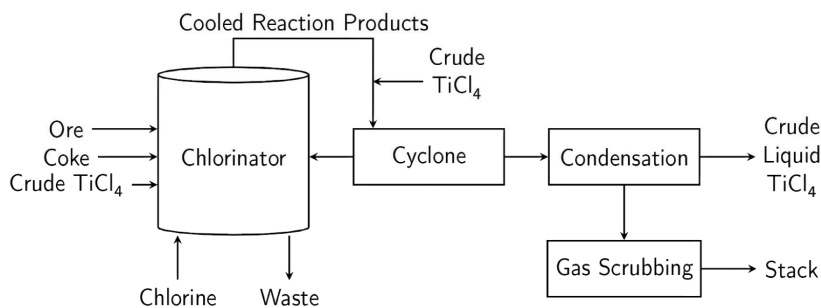 Cooled Reaction Products
Crude
TiCl₄
Ore
Coke
Crude TiCl₄
Chlorinator
Cyclone
Condensation
Crude
Liquid
TiCl₄
Gas Scrubbing
Stack
Chlorine
Waste